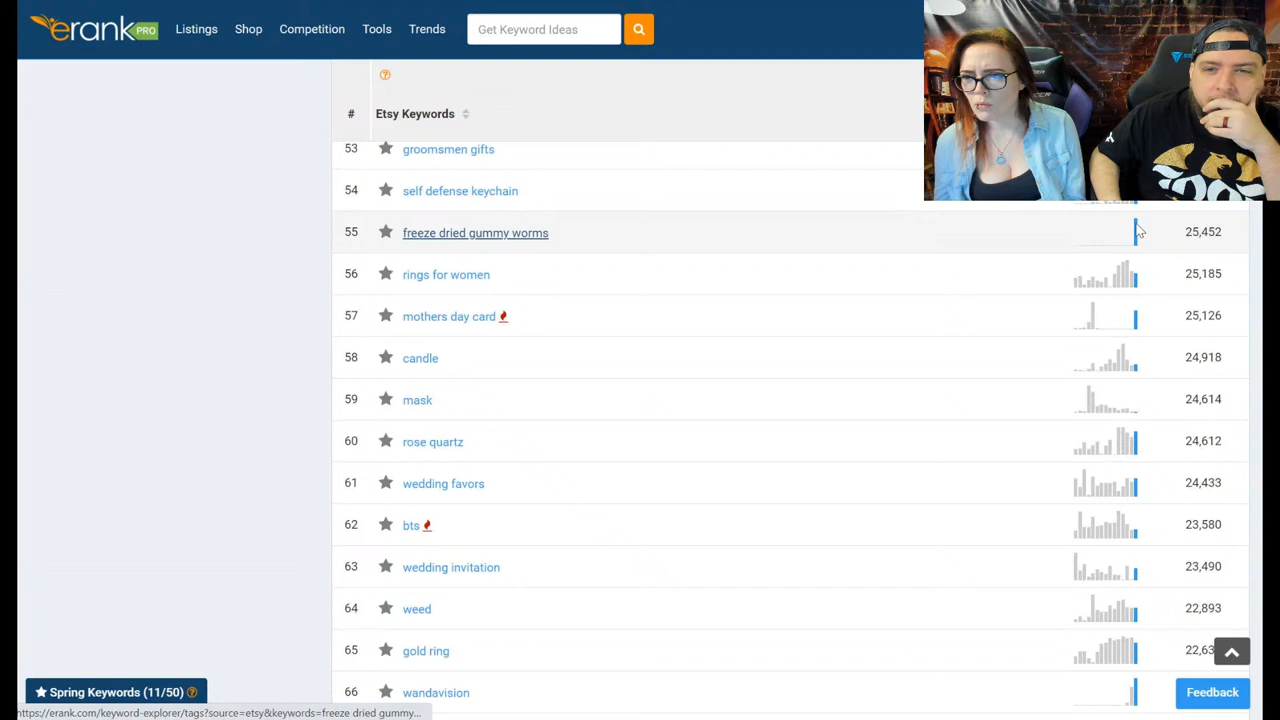 erank PRO
Listings Shop Competition Tools Trends Get Keyword Ideas
# Etsy Keywords
53 groomsmen gifts
54 self defense keychain
55 freeze dried gummy worms 25,452
56 rings for women 25,185
57 mothers day card 25,126
58 candle 24,918
59 mask 24,614
60 rose quartz 24,612
61 wedding favors 24,433
62 bts 23,580
63 wedding invitation 23,490
64 weed 22,893
65 gold ring
66 wandavision
Spring Keywords (11/50)
Feedback
https://erank.com/keyword-explorer/tags?source=etsy&keywords=freeze dried gummy...